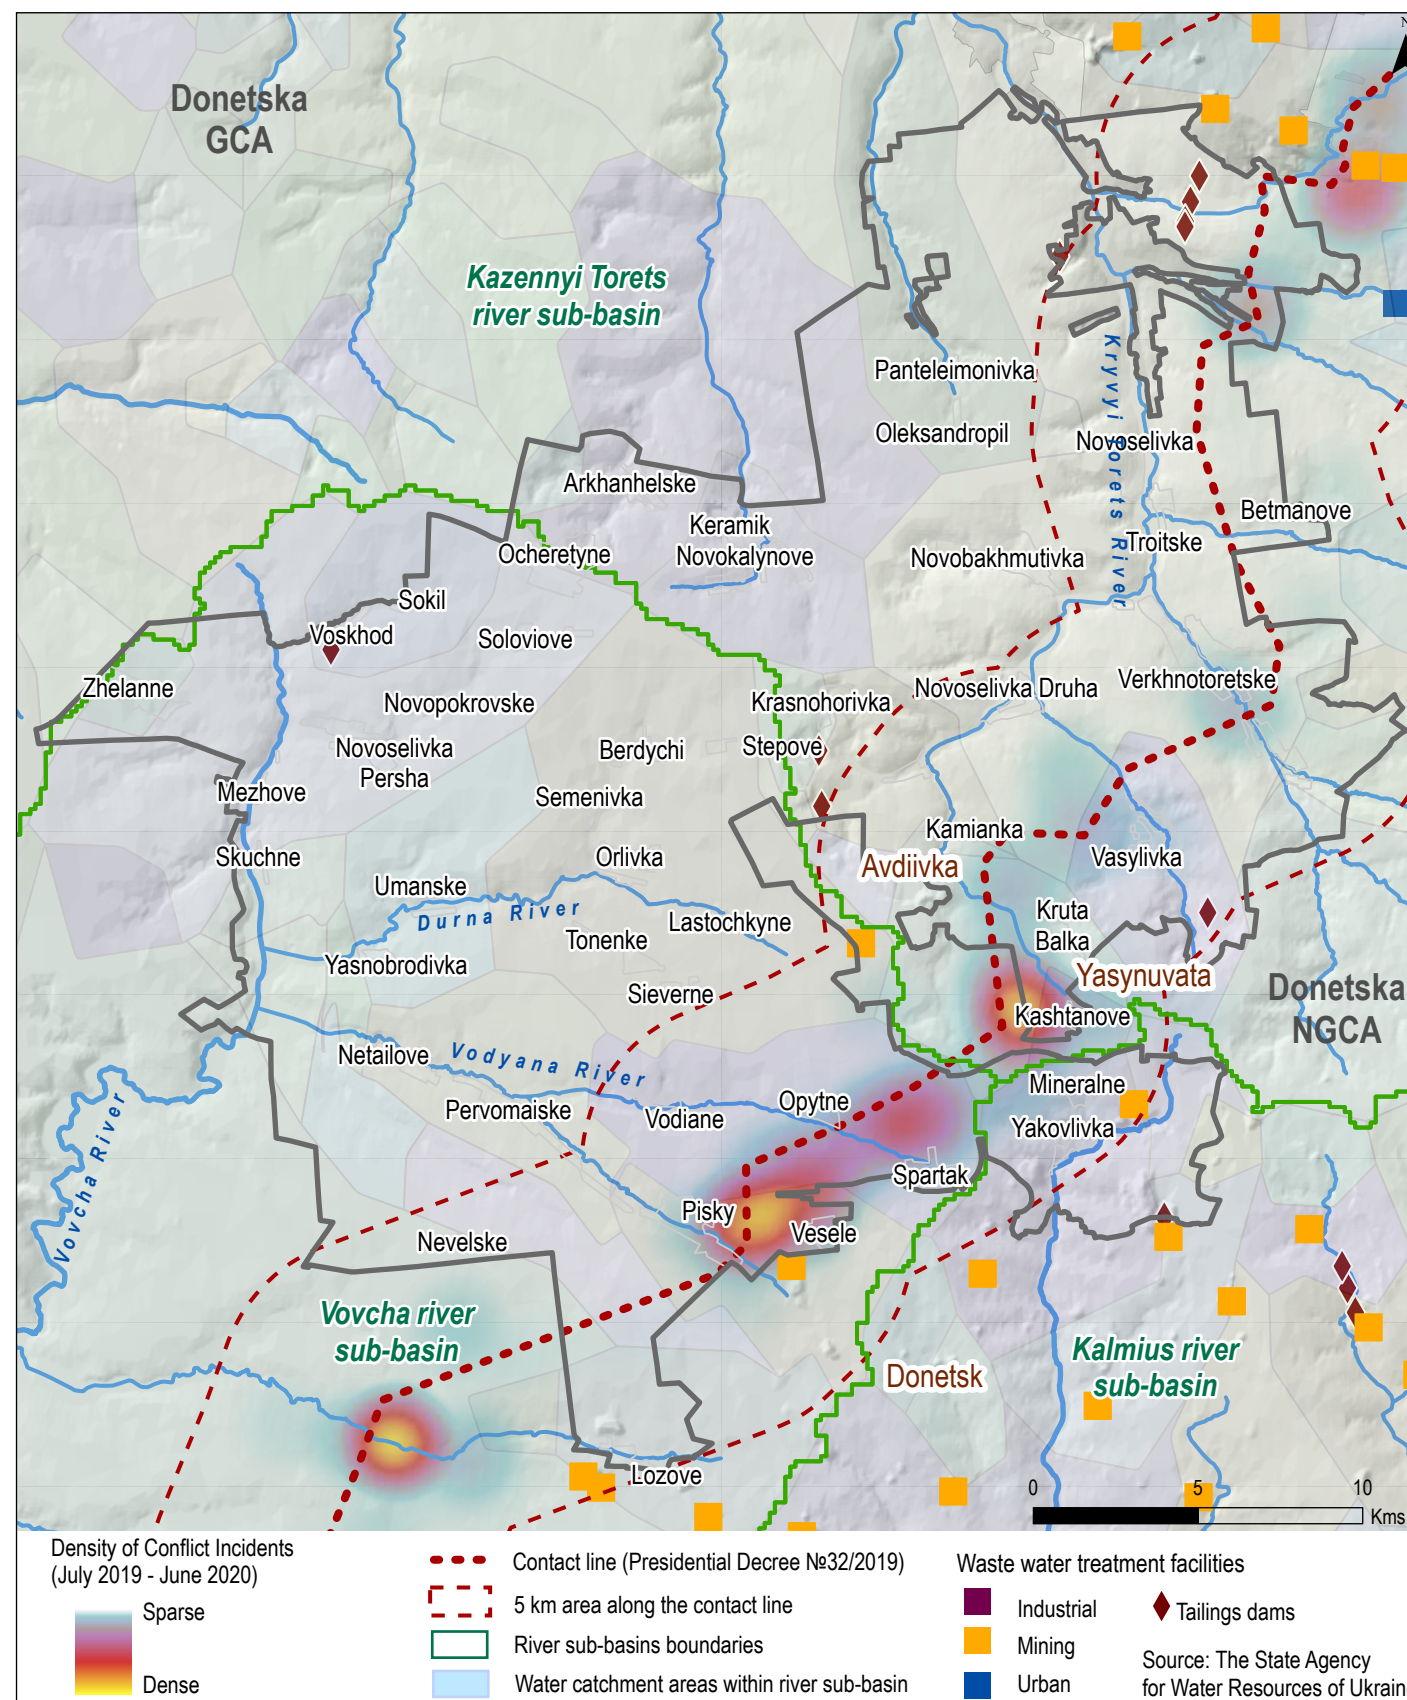 N
Donetska
GCA
Kazennyi Torets
river sub-basin
Panteleimonivka
Kryvyi Torets River
Oleksandropil
Novoselivka
Arkhanhelske
Betmanove
Keramik
Novokalynove
Ocheretyne
Troitske
Novobakhmutivka
Sokil
Voskhod
Soloviove
Zhelanne
Verkhnotoretske
Novoselivka Druha
Krasnohorivka
Novopokrovske
Novoselivka
Persha
Berdychi
Stepove
Mezhove
Semenivka
Kamianka
Skuchne
Orlivka
Avdiivka
Vasylivka
Umanske
Durna River
Lastochkyne
Kruta
Balka
Tonenke
Yasnobrodivka
Yasynuvata
Sieverne
Donetska
NGCA
Kashtanove
Netailove
Vodyana River
Mineralne
Opytne
Pervomaiske
Vodiane
Yakovlivka
Vovcha River
Spartak
Pisky
Vesele
Nevelske
Vovcha river
sub-basin
Kalmius river
sub-basin
Donetsk
Lozove
0 5 10
Kms
Density of Conflict Incidents
(July 2019 - June 2020)
Sparse
Dense
Contact line (Presidential Decree №32/2019)
5 km area along the contact line
River sub-basins boundaries
Water catchment areas within river sub-basin
Waste water treatment facilities
Industrial
Mining
Urban
Tailings dams
Source: The State Agency
for Water Resources of Ukrain